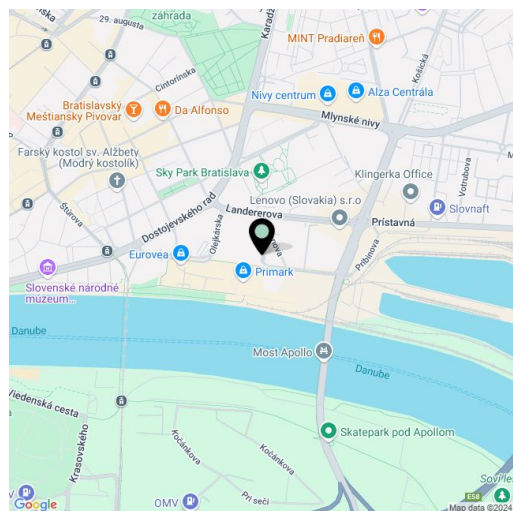 záhrada
29. augusta
Karadž
MINT Pradiareň
Košická
Cintorínska
Nivy centrum
Alza Centrála
Bratislavský
Meštiansky Pivovar
Da Alfonso
Mlynské nivy
Farský kostol sv. Alžbety
(Modrý kostolík)
Sky Park Bratislava
Klingerka Office
Votrubova
Lenovo (Slovakia) s.r.o
Slovnaft
Štúrova
Landererova
Prístavná
Dostojevského rad
Olejkárska
Eurovea
Primark
Pribinova
Slovenské národné
múzeum...
Danube
Most Apollo
Danube
Viedenská cesta
Krasovského
Kočánkova
Kočánkova
Skatepark pod Apollom
Pri seči
OMV
E58
Google
Map data ©2024